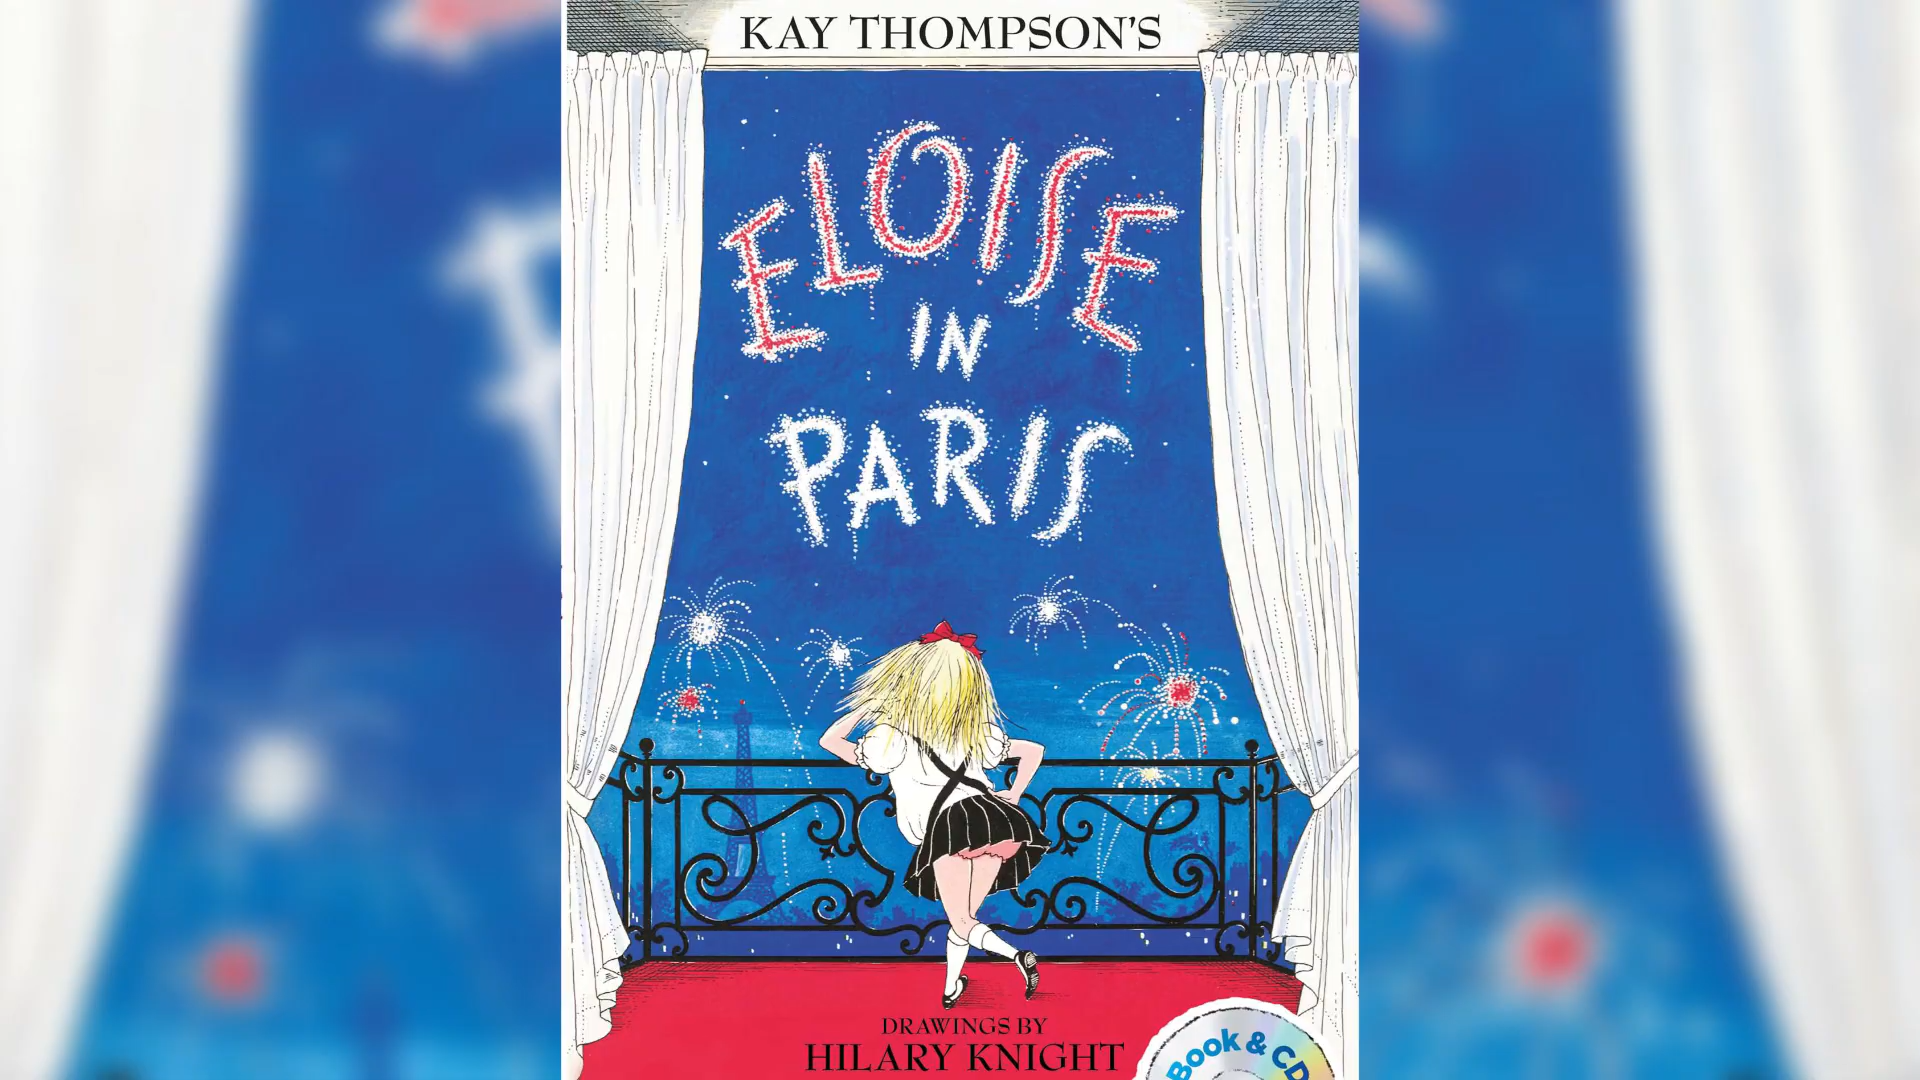 KAY THOMPSON'S
ELOISE
IN
PARIS
DRAWINGS BY
HILARY KNIGHT
Book & CD